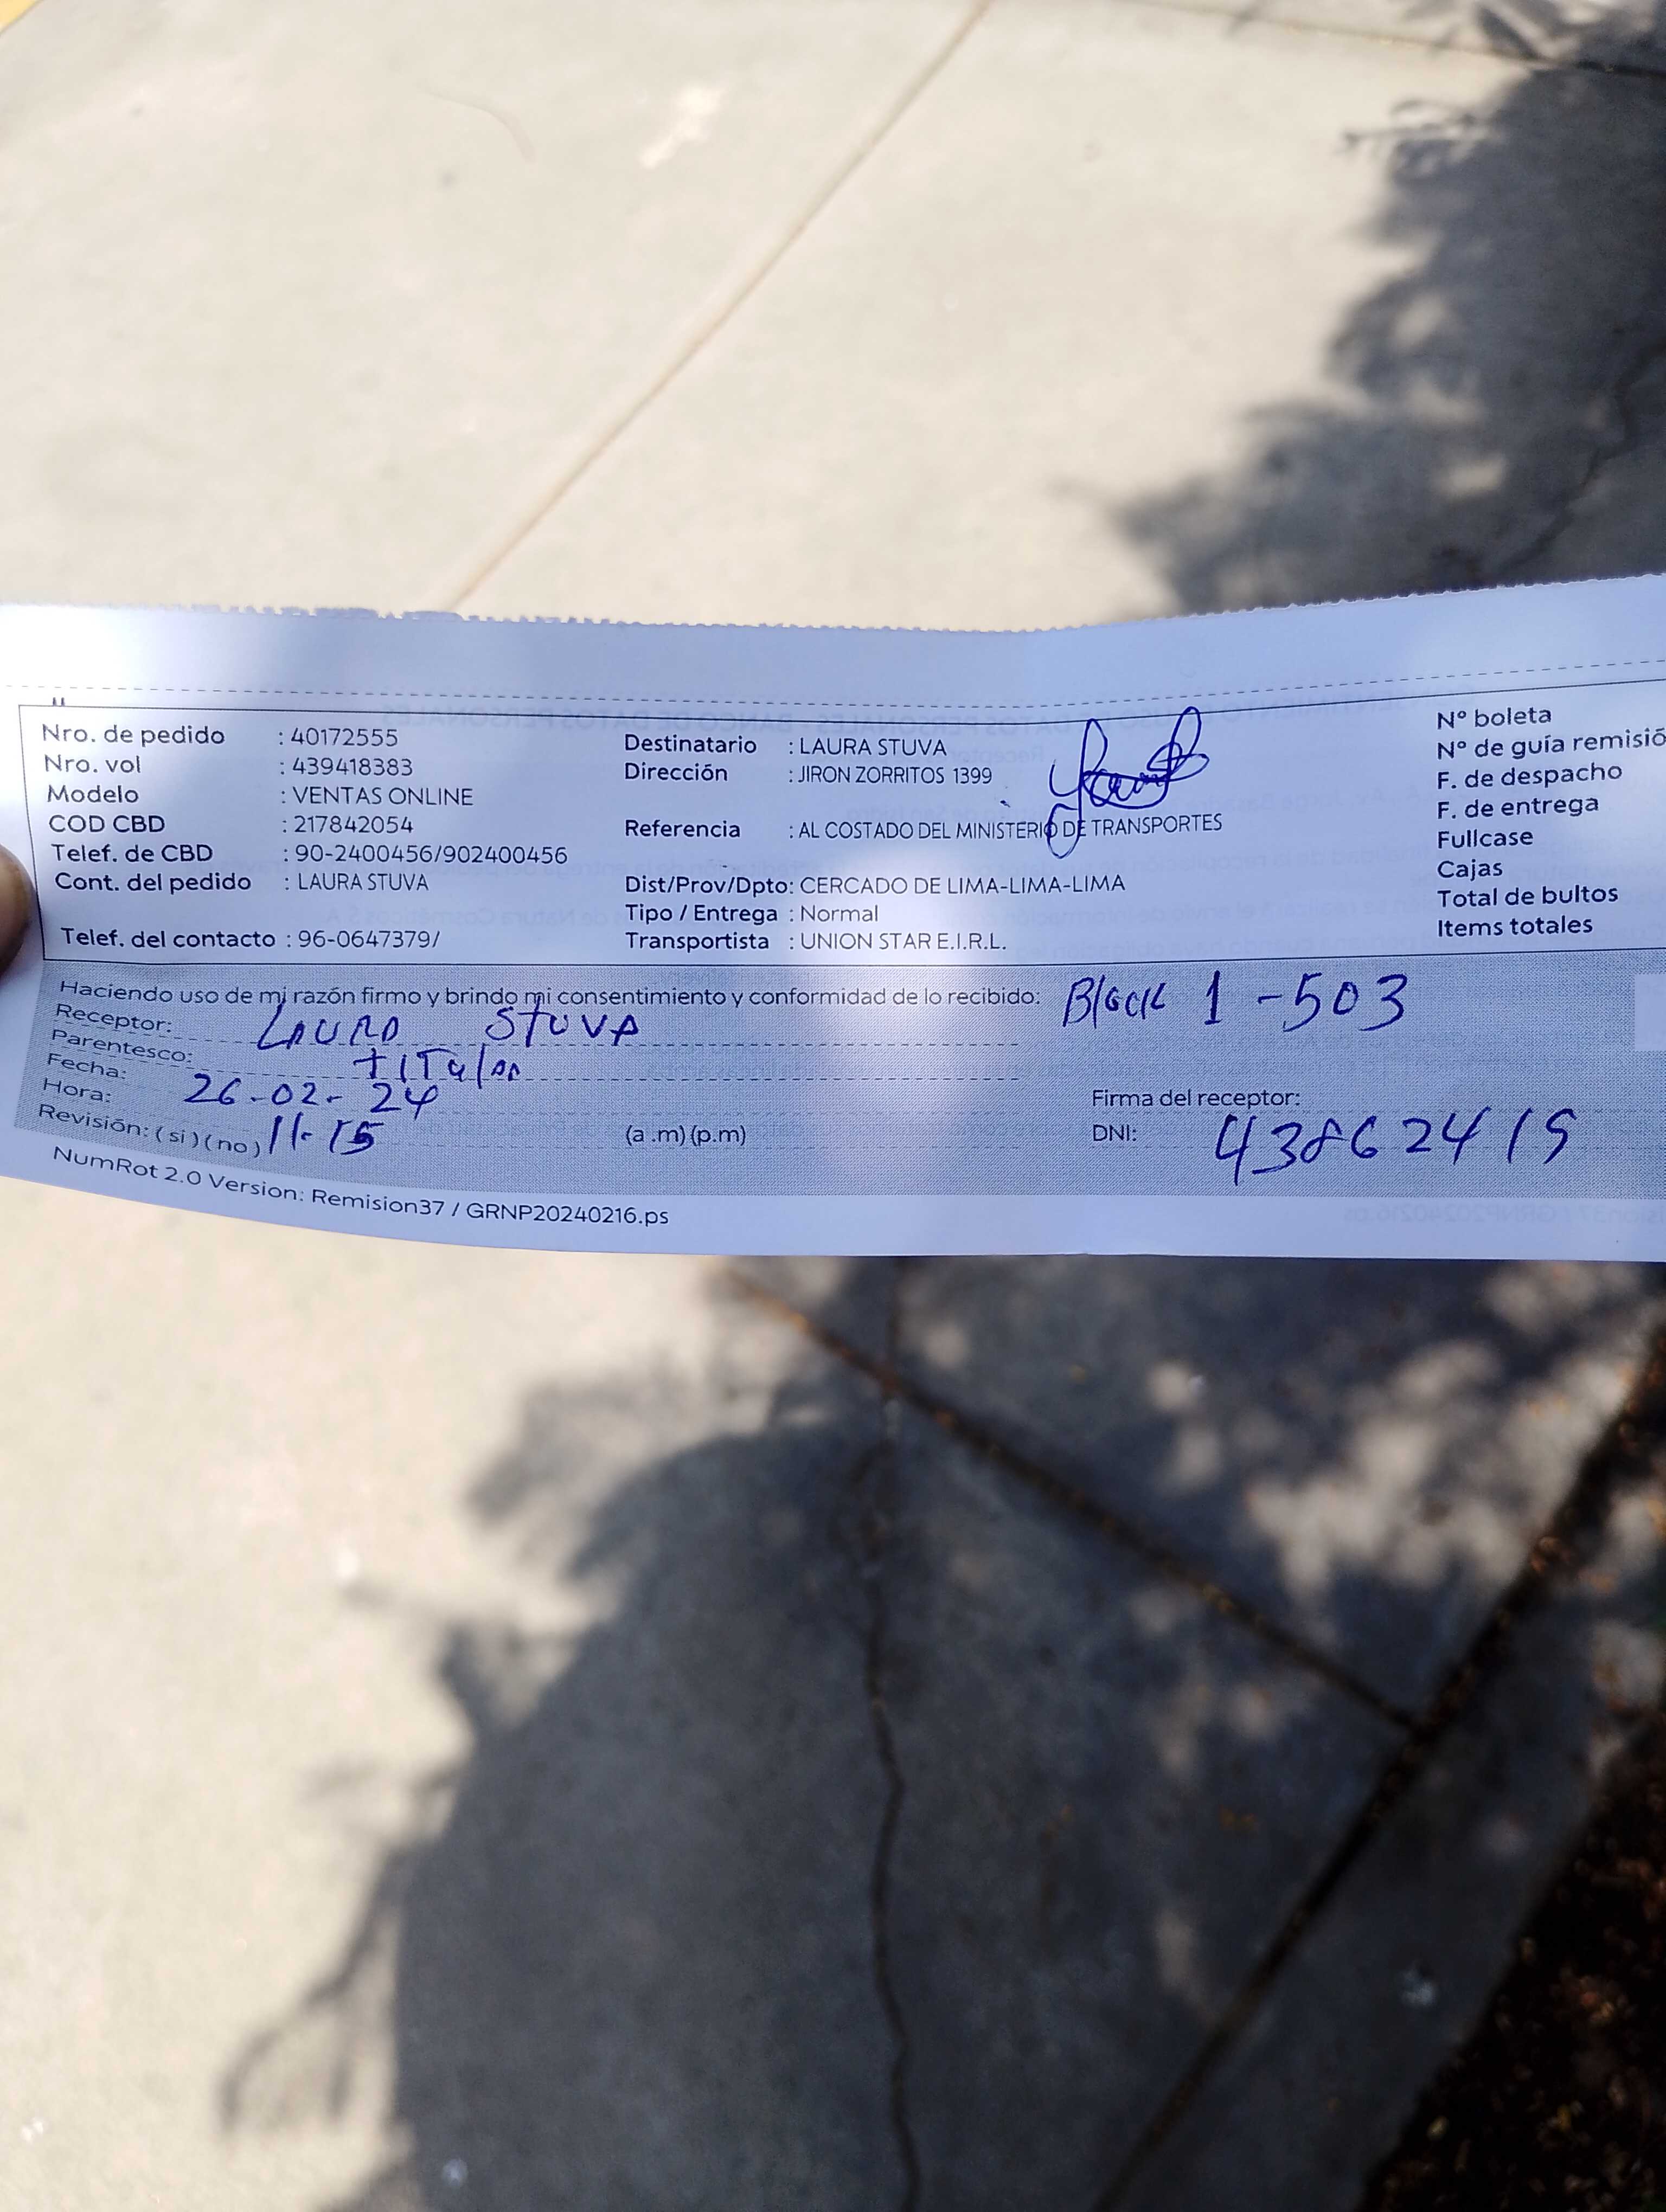 Nro. de pedido : 40172555
Nro. vol : 439418383
Modelo : VENTAS ONLINE
COD CBD : 217842054
Telef. de CBD : 90-2400456/902400456
Cont. del pedido : LAURA STUVA
Telef. del contacto : 96-0647379/
Destinatario : LAURA STUVA
Dirección : JIRON ZORRITOS 1399
Referencia : AL COSTADO DEL MINISTERIO DE TRANSPORTES
Dist/Prov/Dpto: CERCADO DE LIMA-LIMA-LIMA
Tipo / Entrega : Normal
Transportista : UNION STAR E.I.R.L.
N° boleta
N° de guía remisió
F. de despacho
F. de entrega
Fullcase
Cajas
Total de bultos
Items totales
Haciendo uso de mi razón firmo y brindo mi consentimiento y conformidad de lo recibido: Block 1 - 503
Receptor: LAURA STUVA
Parentesco: TITular
Fecha: 26-02-24
Hora: 11-15 (a .m) (p.m)
Revisión: ( si ) ( no )
Firma del receptor:
DNI: 43862419
NumRot 2.0 Version: Remision37 / GRNP20240216.ps